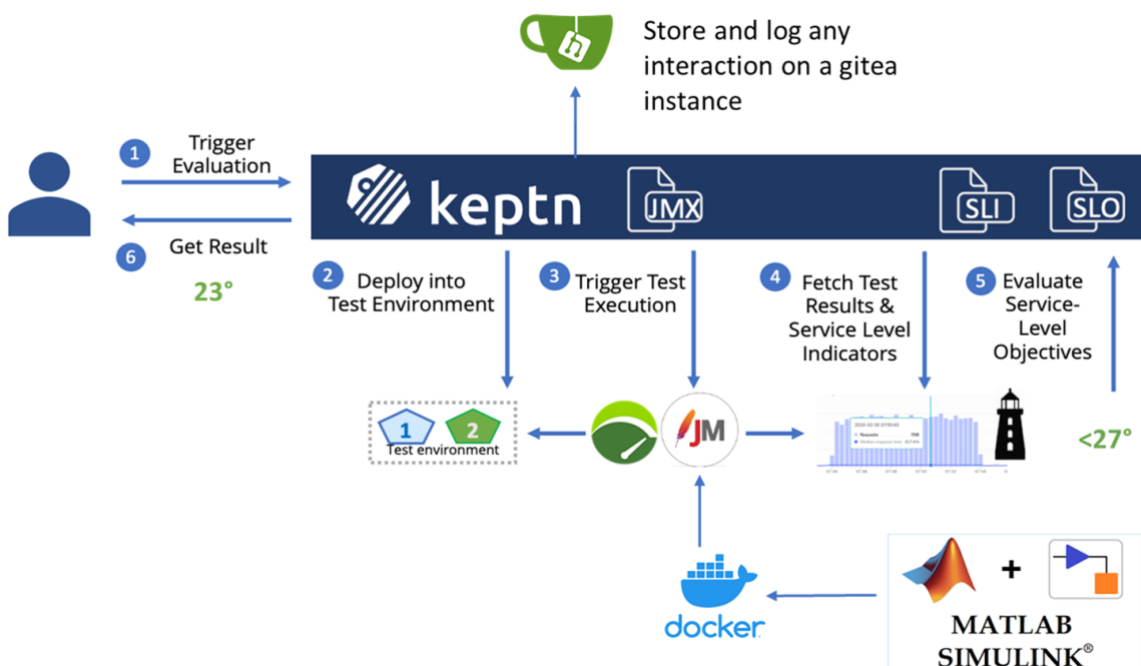 Store and log any
interaction on a gitea
instance
1
Trigger
Evaluation
keptn
JMX
SLI
SLO
6
Get Result
23°
2
Deploy into
Test Environment
3
Trigger Test
Execution
4
Fetch Test
Results &
Service Level
Indicators
5
Evaluate
Service-
Level
Objectives
1
2
Test environment
JM
Requests
<27°
docker
+
MATLAB
SIMULINK®